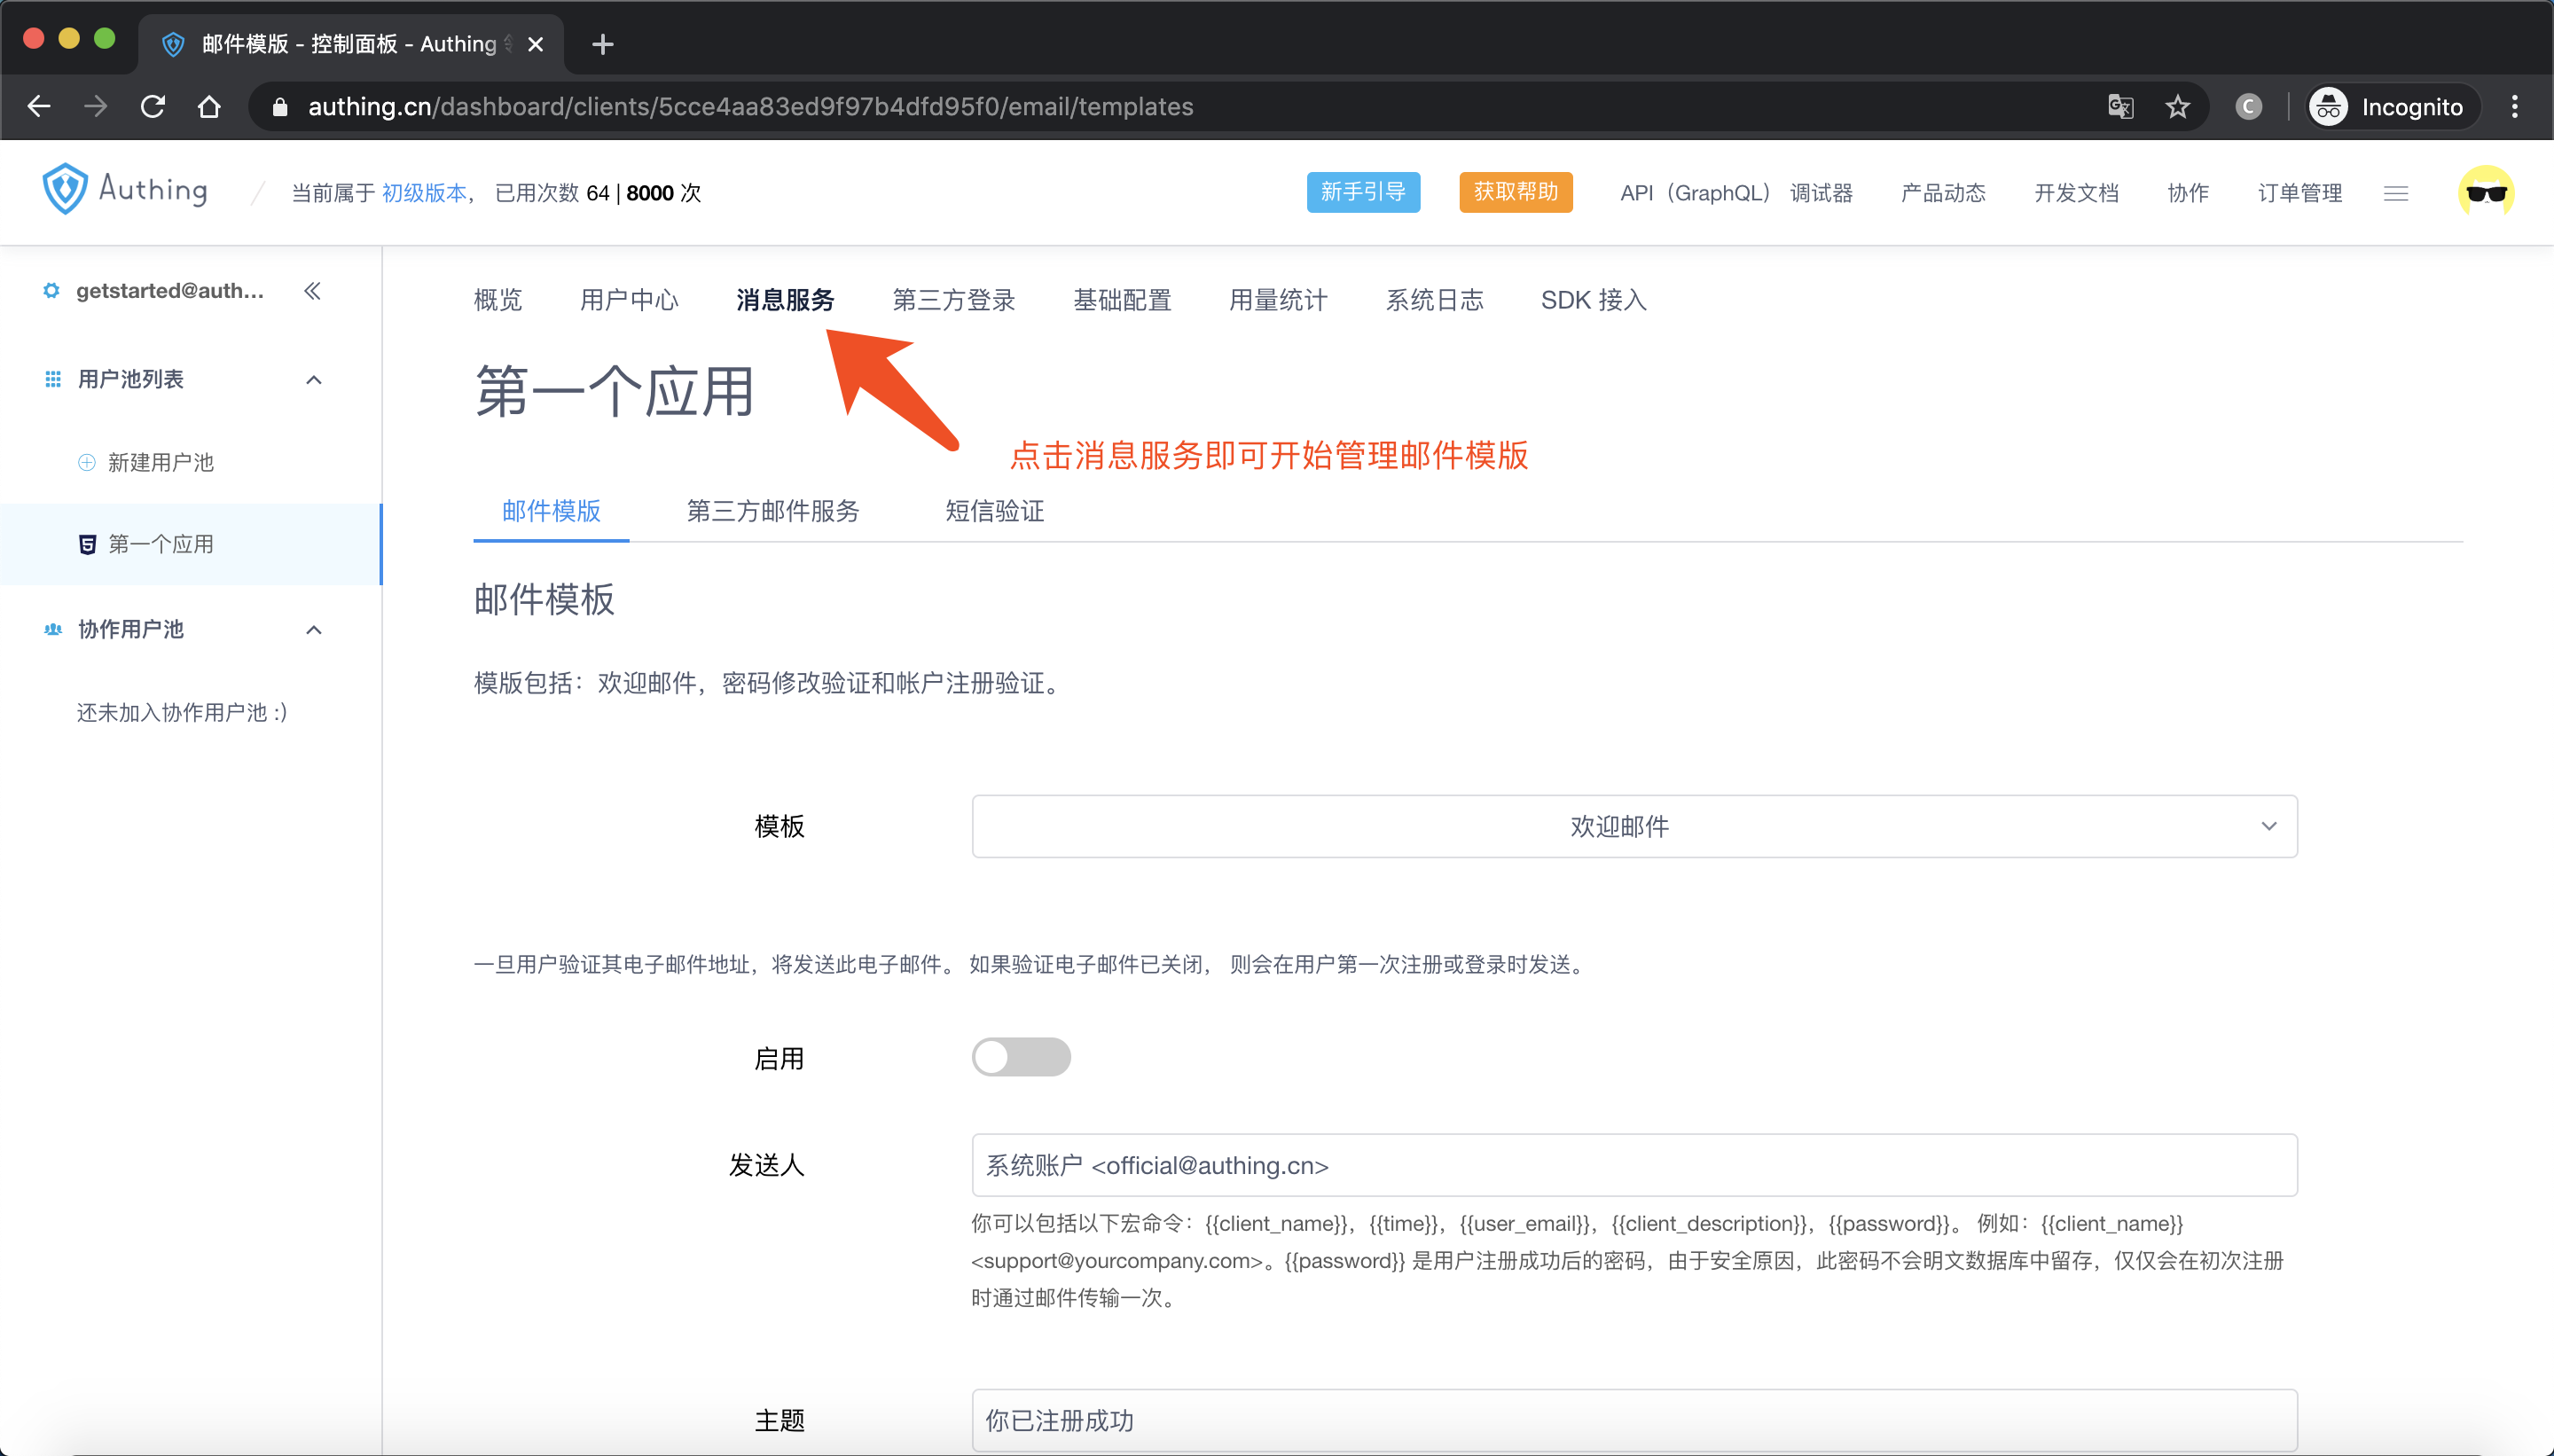 邮件模版 - 控制面板 - Authing
authing.cn/dashboard/clients/5cce4aa83ed9f97b4dfd95f0/email/templates
Incognito
Authing
当前属于 初级版本， 已用次数 64 | 8000 次
新手引导
获取帮助
API（GraphQL） 调试器
产品动态
开发文档
协作
订单管理
getstarted@auth...
用户池列表
新建用户池
第一个应用
协作用户池
还未加入协作用户池 :)
概览
用户中心
消息服务
第三方登录
基础配置
用量统计
系统日志
SDK 接入
第一个应用
点击消息服务即可开始管理邮件模版
邮件模版
第三方邮件服务
短信验证
邮件模板
模版包括：欢迎邮件，密码修改验证和帐户注册验证。
模板
欢迎邮件
一旦用户验证其电子邮件地址，将发送此电子邮件。 如果验证电子邮件已关闭， 则会在用户第一次注册或登录时发送。
启用
发送人
系统账户 <official@authing.cn>
你可以包括以下宏命令：{{client_name}}，{{time}}，{{user_email}}，{{client_description}}，{{password}}。 例如：{{client_name}}
<support@yourcompany.com>。{{password}} 是用户注册成功后的密码，由于安全原因，此密码不会明文数据库中留存，仅仅会在初次注册
时通过邮件传输一次。
主题
你已注册成功